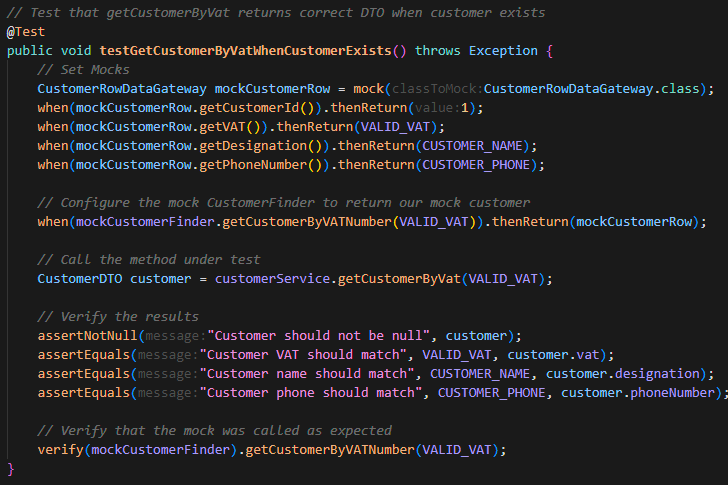 // Test that getCustomerByVat returns correct DTO when customer exists
@Test
public void testGetCustomerByVatWhenCustomerExists() throws Exception {
// Set Mocks
CustomerRowDataGateway mockCustomerRow = mock(classToMock:CustomerRowDataGateway.class);
when(mockCustomerRow.getCustomerId()).thenReturn(value:1);
when(mockCustomerRow.getVAT()).thenReturn(VALID_VAT);
when(mockCustomerRow.getDesignation()).thenReturn(CUSTOMER_NAME);
when(mockCustomerRow.getPhoneNumber()).thenReturn(CUSTOMER_PHONE);
// Configure the mock CustomerFinder to return our mock customer
when(mockCustomerFinder.getCustomerByVATNumber(VALID_VAT)).thenReturn(mockCustomerRow);
// Call the method under test
CustomerDTO customer = customerService.getCustomerByVat(VALID_VAT);
// Verify the results
assertNotNull(message:"Customer should not be null", customer);
assertEquals(message:"Customer VAT should match", VALID_VAT, customer.vat);
assertEquals(message:"Customer name should match", CUSTOMER_NAME, customer.designation);
assertEquals(message:"Customer phone should match", CUSTOMER_PHONE, customer.phoneNumber);
// Verify that the mock was called as expected
verify(mockCustomerFinder).getCustomerByVATNumber(VALID_VAT);
}